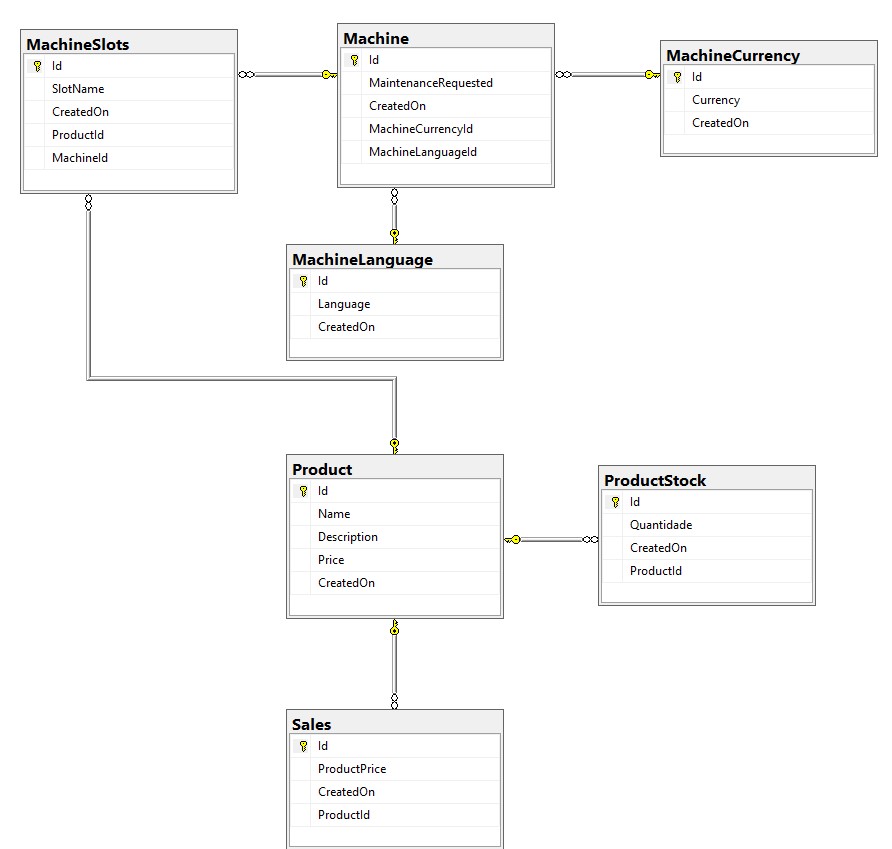 MachineSlots
Id
SlotName
CreatedOn
ProductId
MachineId
Machine
Id
MaintenanceRequested
CreatedOn
MachineCurrencyId
MachineLanguageId
MachineCurrency
Id
Currency
CreatedOn
MachineLanguage
Id
Language
CreatedOn
Product
Id
Name
Description
Price
CreatedOn
ProductStock
Id
Quantidade
CreatedOn
ProductId
Sales
Id
ProductPrice
CreatedOn
ProductId